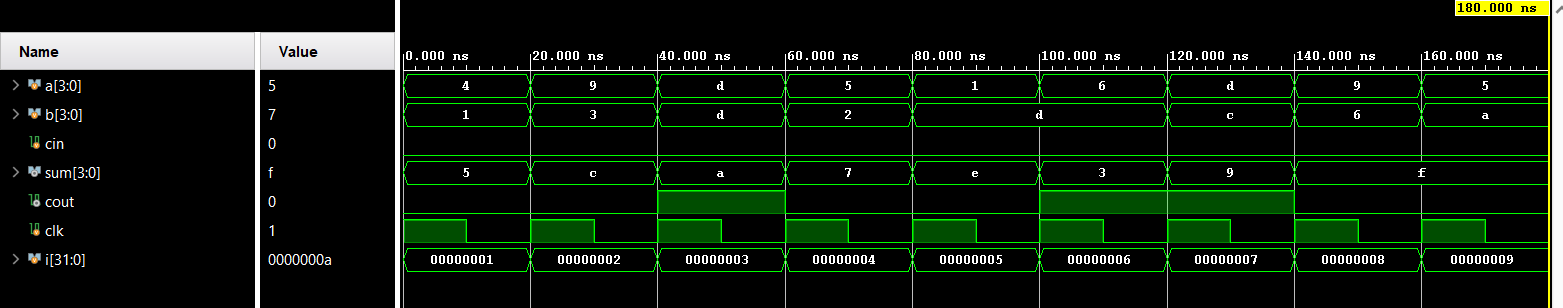 180.000 ns
Name Value
0.000 ns 20.000 ns 40.000 ns 60.000 ns 80.000 ns 100.000 ns 120.000 ns 140.000 ns 160.000 ns
a[3:0] 5 4 9 d 5 1 6 d 9 5
b[3:0] 7 1 3 d 2 d c 6 a
cin 0
sum[3:0] f 5 c a 7 e 3 9 f
cout 0
clk 1
i[31:0] 0000000a 00000001 00000002 00000003 00000004 00000005 00000006 00000007 00000008 00000009